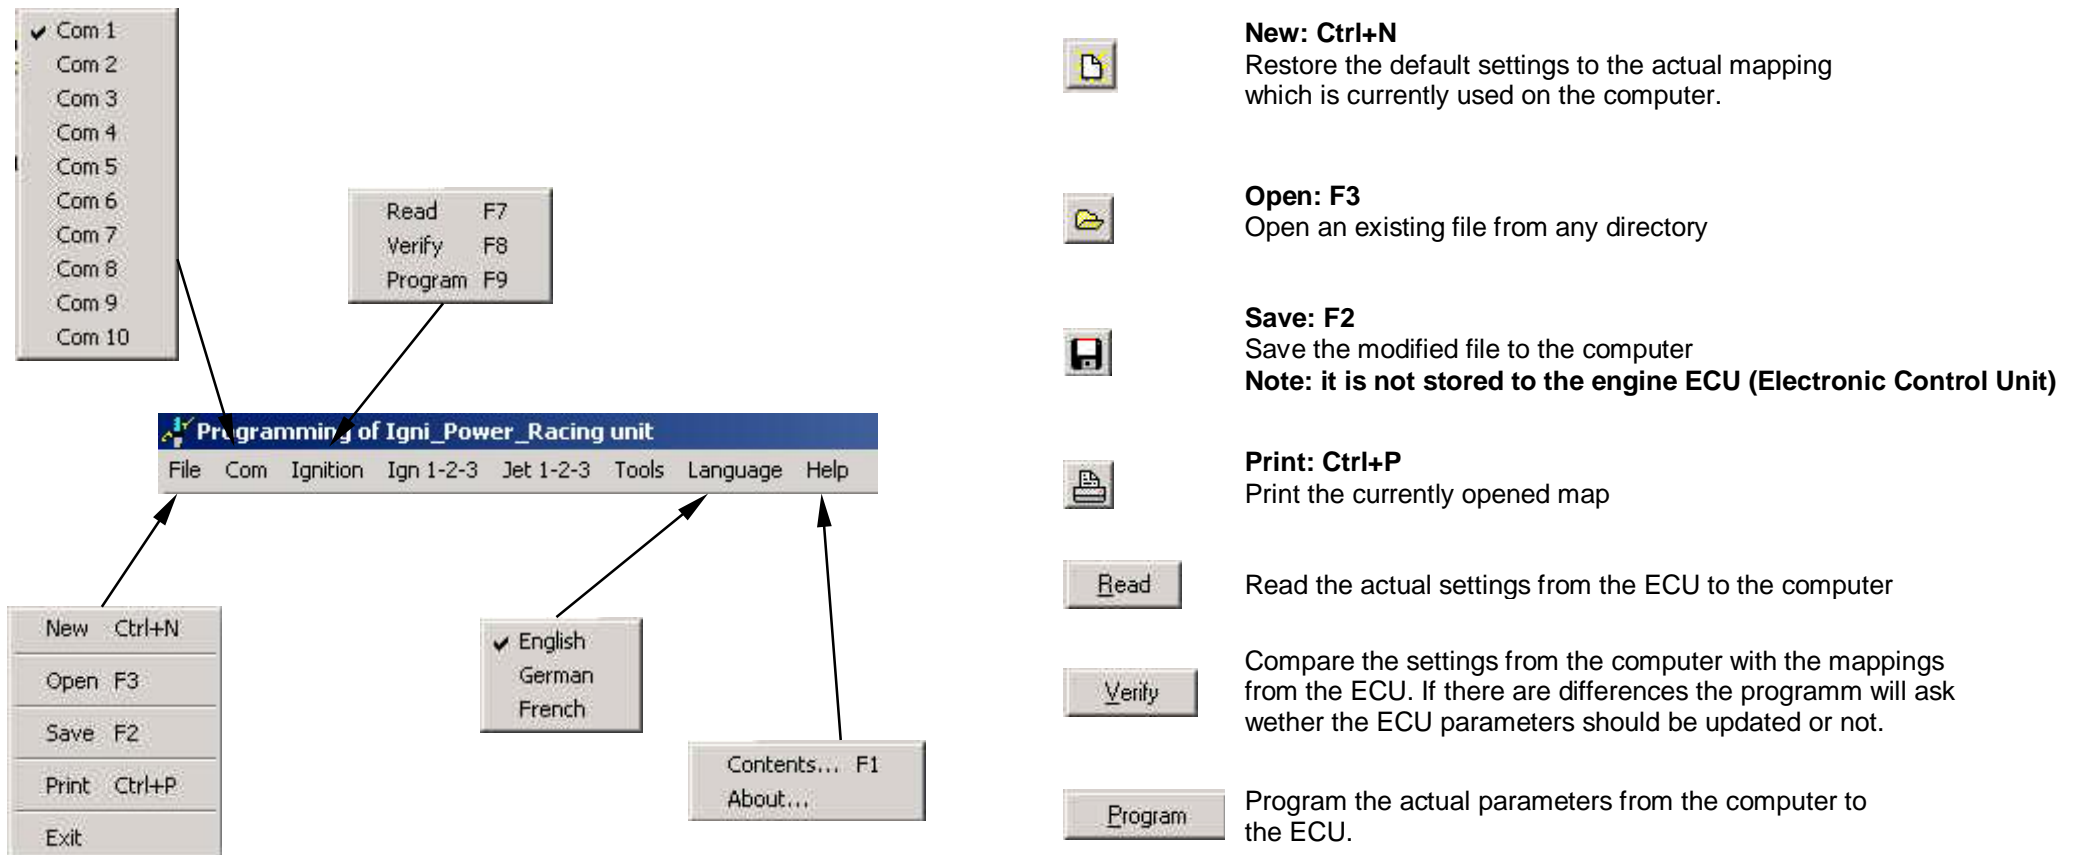 Com 1
Com 2
Com 3
Com 4
Com 5
Com 6
Com 7
Com 8
Com 9
Com 10
Read F7
Verify F8
Program F9
Programming of Igni_Power_Racing unit
File Com Ignition Ign 1-2-3 Jet 1-2-3 Tools Language Help
New Ctrl+N
Open F3
Save F2
Print Ctrl+P
Exit
English
German
French
Contents... F1
About...
New: Ctrl+N
Restore the default settings to the actual mapping
which is currently used on the computer.
Open: F3
Open an existing file from any directory
Save: F2
Save the modified file to the computer
Note: it is not stored to the engine ECU (Electronic Control Unit)
Print: Ctrl+P
Print the currently opened map
Read
Read the actual settings from the ECU to the computer
Verify
Compare the settings from the computer with the mappings
from the ECU. If there are differences the programm will ask
wether the ECU parameters should be updated or not.
Program
Program the actual parameters from the computer to
the ECU.